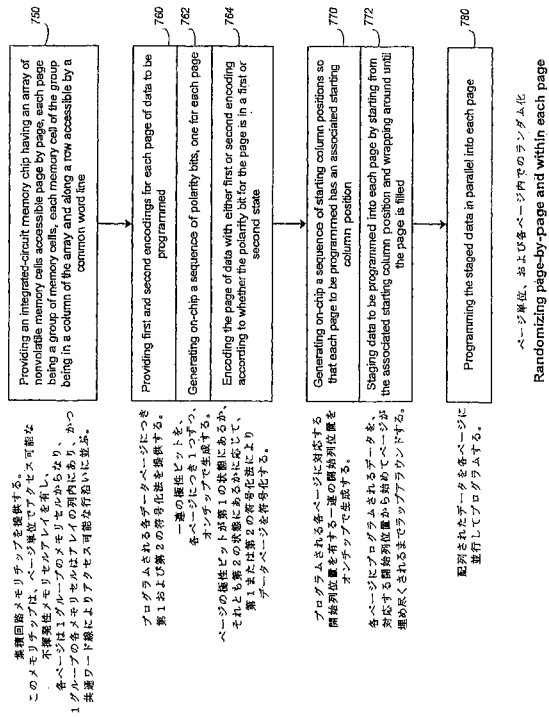 750
Providing an integrated-circuit memory chip having an array of
nonvolatile memory cells accessible page by page, each page
being a group of memory cells, each memory cell of the group
being in a column of the array and along a row accessible by a
common word line
集積回路メモリチップを提供する。
このメモリチップは、ページ単位でアクセス可能な
不揮発性メモリセルアレイを有し、
各ページは1グループのメモリセルからなり、
1グループの各メモリセルはアレイの列内にあり、かつ
共通ワード線によりアクセス可能な行沿いに並ぶ。
760
Providing first and second encodings for each page of data to be
programmed
プログラムされる各データページにつき
第1および第2の符号化法を提供する。
762
Generating on-chip a sequence of polarity bits, one for each page
一連の極性ビットを、
各ページにつき1つずつ、
オンチップで生成する。
764
Encoding the page of data with either first or second encoding
according to whether the polarity bit for the page is in a first or
second state
ページの極性ビットが第1の状態にあるか、
それとも第2の状態にあるかに応じて、
第1または第2の符号化法により
データページを符号化する。
770
Generating on-chip a sequence of starting column positions so
that each page to be programmed has an associated starting
column position
プログラムされる各ページに対応する
開始列位置を有する一連の開始列位置を
オンチップで生成する。
772
Staging data to be programmed into each page by starting from
the associated starting column position and wrapping around until
the page is filled
各ページにプログラムされるデータを、
対応する開始列位置から始めてページが
埋め尽くされるまでラップアラウンドする。
780
Programming the staged data in parallel into each page
配列されたデータを各ページに
並行してプログラムする。
ページ単位、および各ページ内でのランダム化
Randomizing page-by-page and within each page